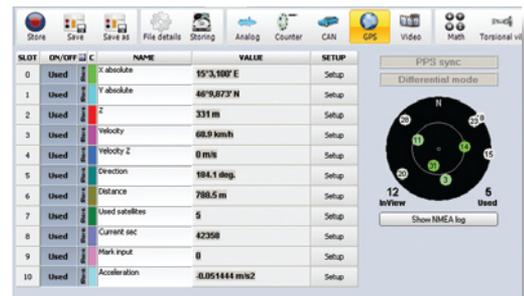 Store Save Save as File details Storing Analog Counter CAN GPS Video Math Torsional vi
SLOT ON/OFF C NAME VALUE SETUP
0 Used X absolute 15°3,100' E Setup
1 Used Y absolute 46°9,873' N Setup
2 Used Z 331 m Setup
3 Used Velocity 68.9 km/h Setup
4 Used Velocity Z 0 m/s Setup
5 Used Direction 184.1 deg. Setup
6 Used Distance 788.5 m Setup
7 Used Used satellites 5 Setup
8 Used Current sec 42358 Setup
9 Used Mark input 0 Setup
10 Used Acceleration -0.051444 m/s2 Setup
PPS sync
Differential mode
N
28 23 8
11 14
15
31
20 3
12 InView
5 Used
Show NMEA log